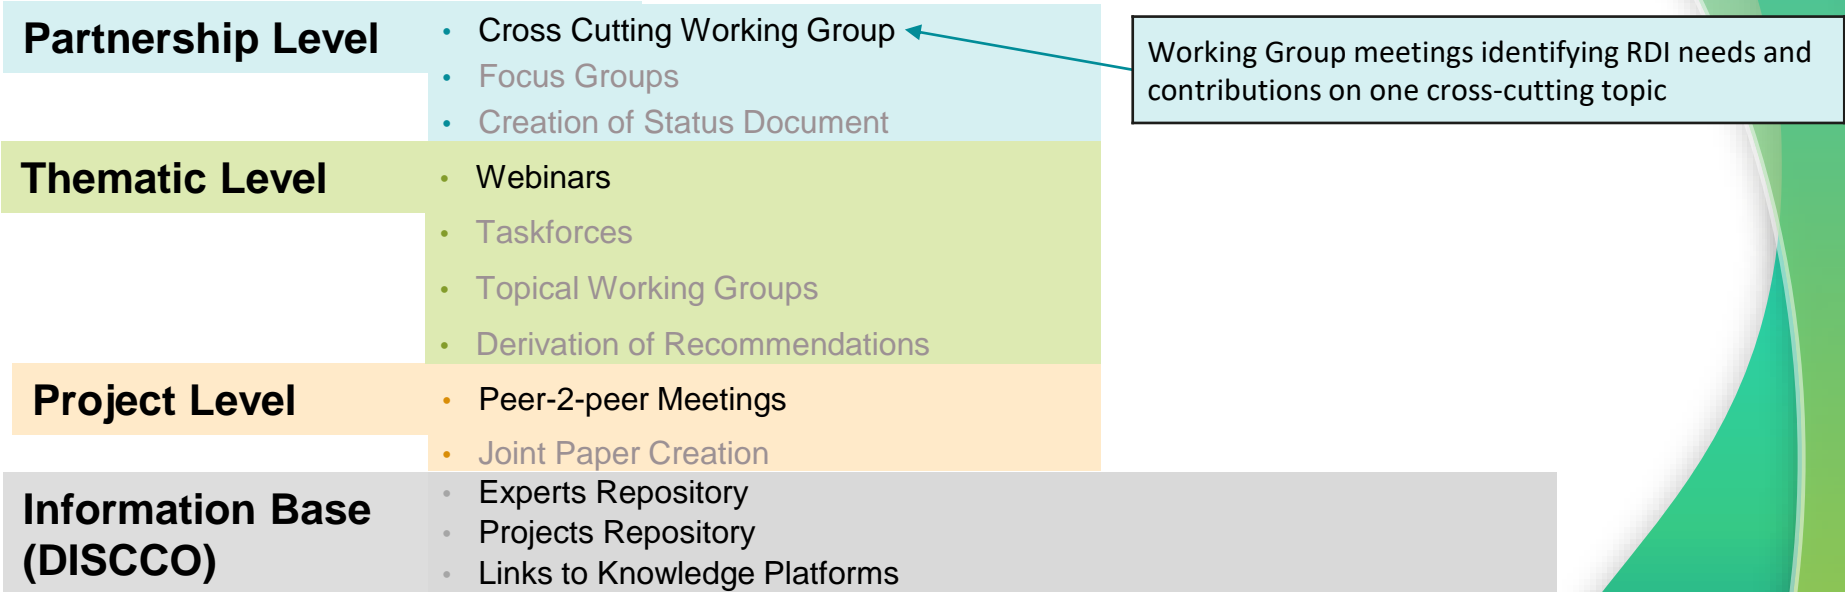 Partnership Level
• Cross Cutting Working Group
• Focus Groups
• Creation of Status Document
Working Group meetings identifying RDI needs and
contributions on one cross-cutting topic
Thematic Level
• Webinars
• Taskforces
• Topical Working Groups
• Derivation of Recommendations
Project Level
• Peer-2-peer Meetings
• Joint Paper Creation
Information Base
(DISCCO)
• Experts Repository
• Projects Repository
• Links to Knowledge Platforms